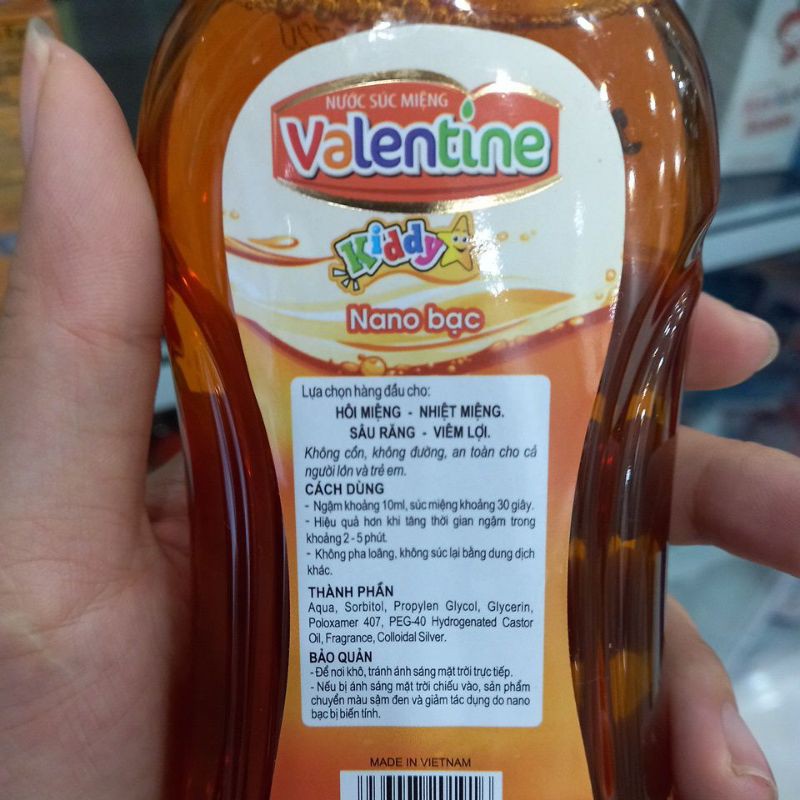 NƯỚC SÚC MIỆNG
Valentine
Kiddy
Nano bạc
Lựa chọn hàng đầu cho:
HÔI MIỆNG - NHIỆT MIỆNG.
SÂU RĂNG - VIÊM LỢI.
Không cồn, không đường, an toàn cho cả
người lớn và trẻ em.
CÁCH DÙNG
- Ngậm khoảng 10ml, súc miệng khoảng 30 giây.
- Hiệu quả hơn khi tăng thời gian ngậm trong
khoảng 2 - 5 phút.
- Không pha loãng, không súc lại bằng dung dịch
khác.
THÀNH PHẦN
Aqua, Sorbitol, Propylen Glycol, Glycerin,
Poloxamer 407, PEG-40 Hydrogenated Castor
Oil, Fragrance, Colloidal Silver.
BẢO QUẢN
- Để nơi khô, tránh ánh sáng mặt trời trực tiếp.
- Nếu bị ánh sáng mặt trời chiếu vào, sản phẩm
chuyển màu sậm đen và giảm tác dụng do nano
bạc bị biến tính.
MADE IN VIETNAM